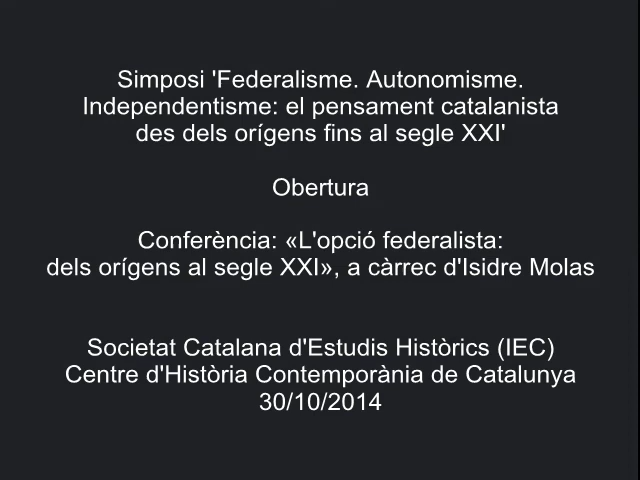 Simposi 'Federalisme. Autonomisme.
Independentisme: el pensament catalanista
des dels orígens fins al segle XXI'
Obertura
Conferència: «L'opció federalista:
dels orígens al segle XXI», a càrrec d'Isidre Molas
Societat Catalana d'Estudis Històrics (IEC)
Centre d'Història Contemporània de Catalunya
30/10/2014